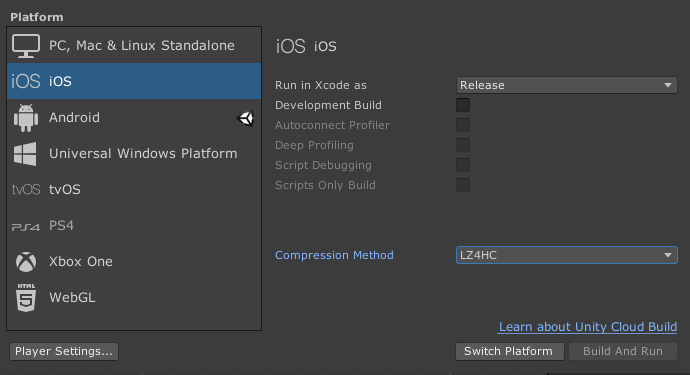 Platform
PC, Mac & Linux Standalone
iOS iOS
Android
Universal Windows Platform
tvOS tvOS
PS4 PS4
Xbox One
HTML 5 WebGL
Player Settings...
iOS iOS
Run in Xcode as Release
Development Build
Autoconnect Profiler
Deep Profiling
Script Debugging
Scripts Only Build
Compression Method LZ4HC
Learn about Unity Cloud Build
Switch Platform Build And Run